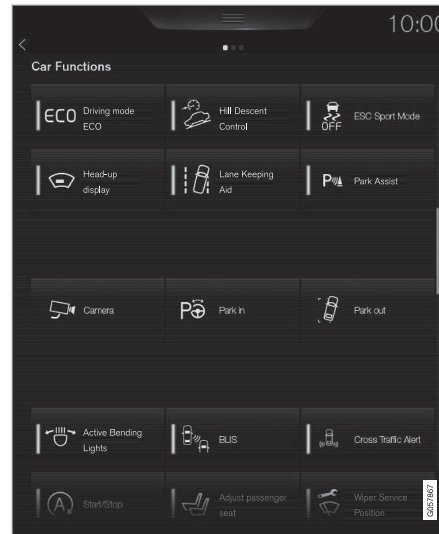 10:00
Car Functions
ECO Driving mode
ECO
Hill Descent
Control
OFF ESC Sport Mode
Head-up
display
Lane Keeping
Aid
P Park Assist
Camera
P Park in
Park out
Active Bending
Lights
BLIS
Cross Traffic Alert
A Start/Stop
Adjust passenger
seat
Wiper Service
Position
G057867